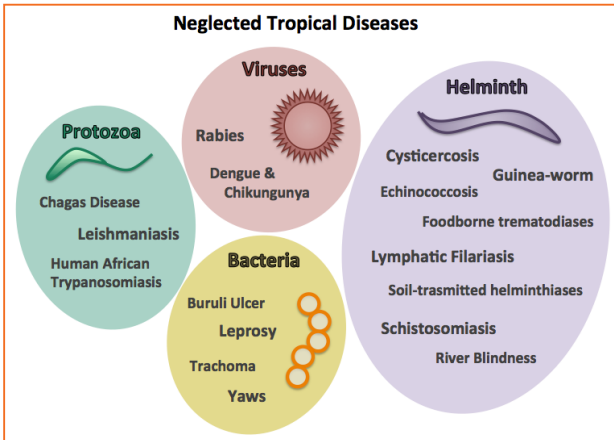 Neglected Tropical Diseases
Viruses
Rabies
Dengue &
Chikungunya
Protozoa
Chagas Disease
Leishmaniasis
Human African
Trypanosomiasis
Bacteria
Buruli Ulcer
Leprosy
Trachoma
Yaws
Helminth
Cysticercosis
Guinea-worm
Echinococcosis
Foodborne trematodiases
Lymphatic Filariasis
Soil-trasmitted helminthiases
Schistosomiasis
River Blindness